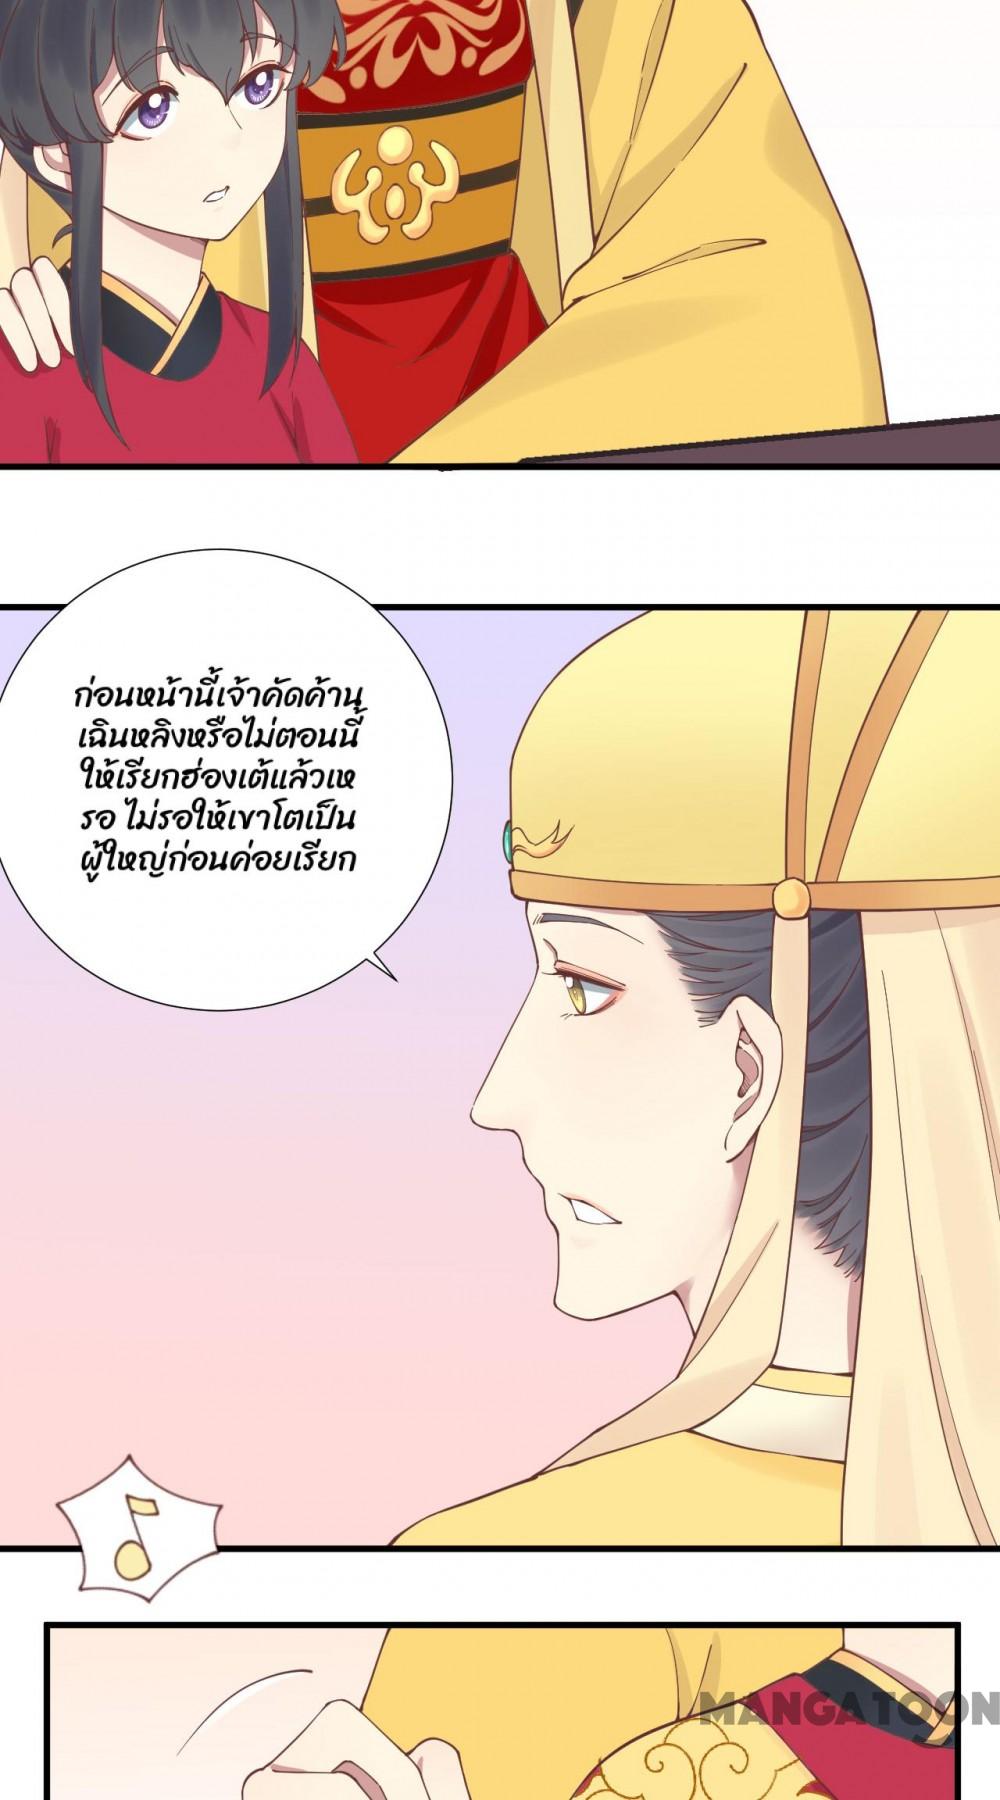 ก่อนหน้านี้เจ้าคัดค้าน
เฉินหลิงหรือไม่ตอนนี้
ให้เรียกฮ่องเต้แล้วเห
รอ ไม่รอให้เขาโตเป็น
ผู้ใหญ่ก่อนค่อยเรียก
MANGATOON